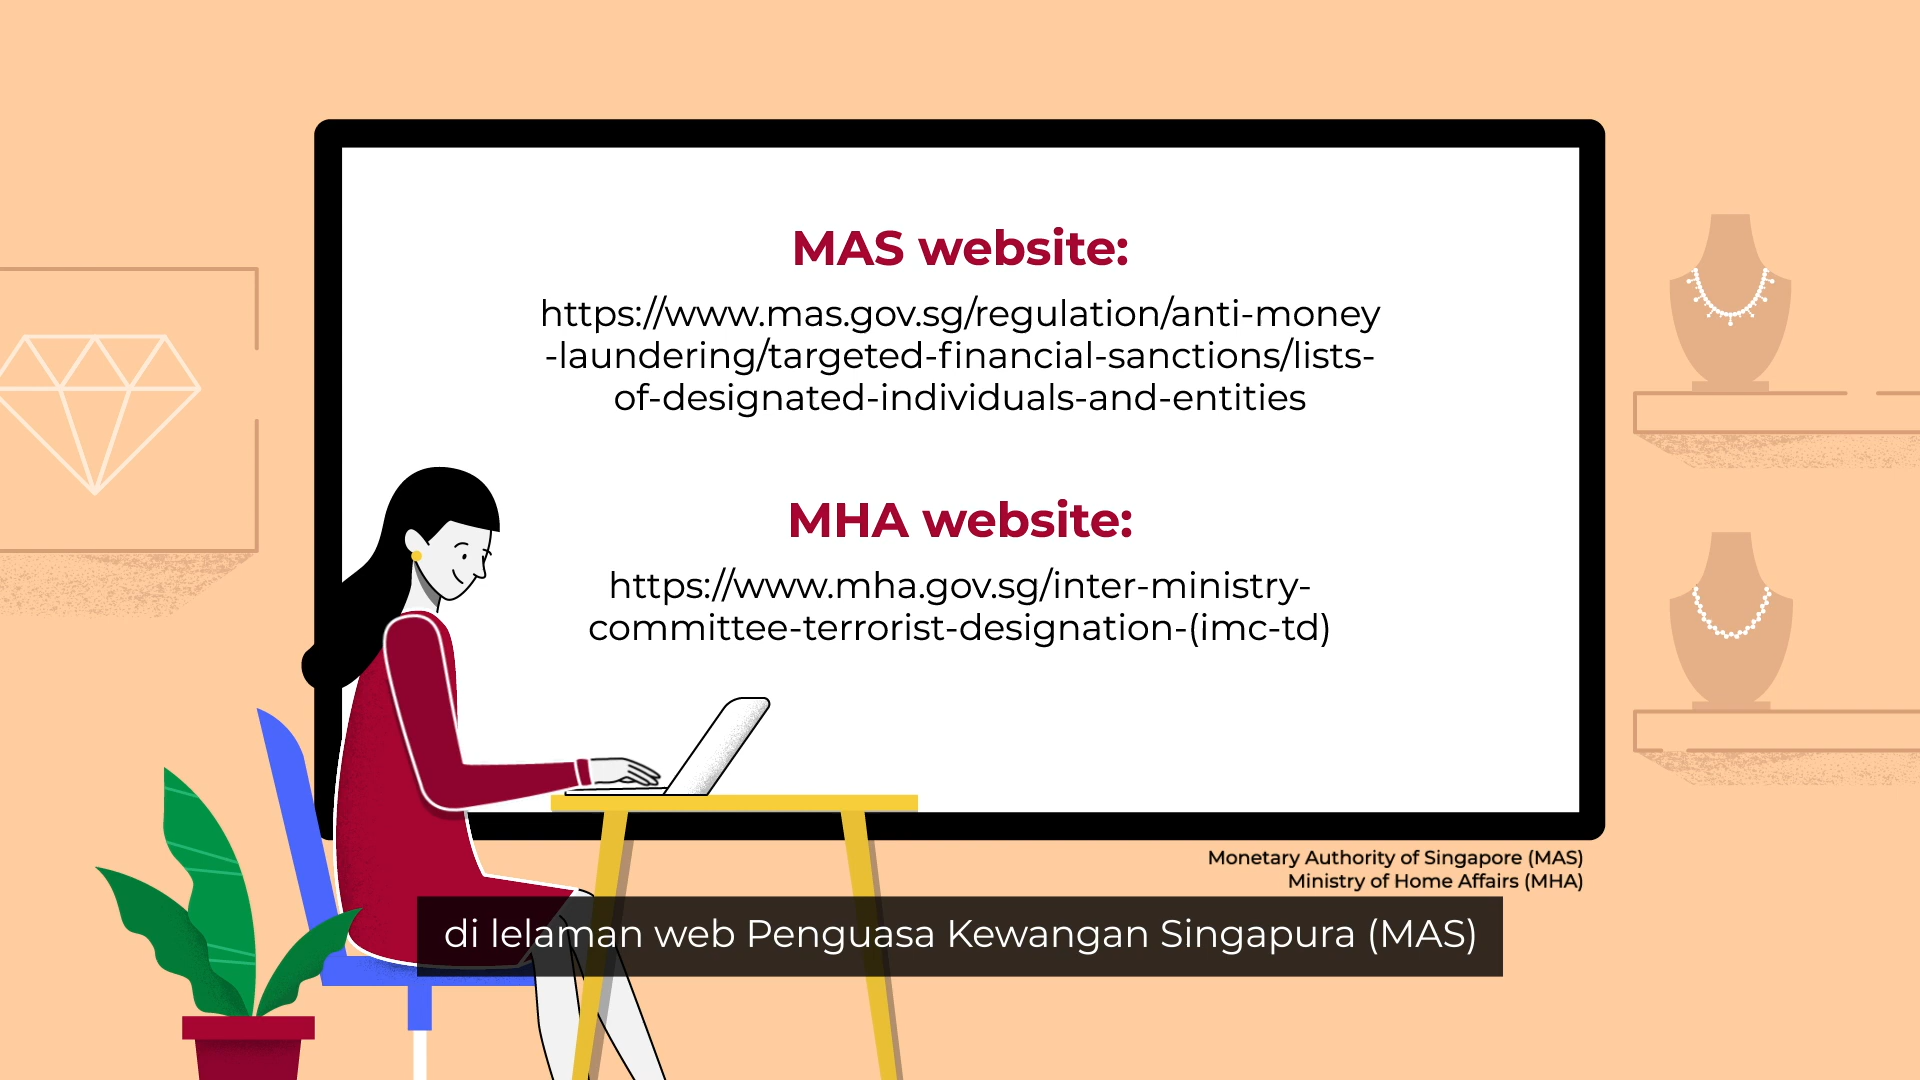 MAS website:
https://www.mas.gov.sg/regulation/anti-money
-laundering/targeted-financial-sanctions/lists-
of-designated-individuals-and-entities
MHA website:
https://www.mha.gov.sg/inter-ministry-
committee-terrorist-designation-(imc-td)
Monetary Authority of Singapore (MAS)
Ministry of Home Affairs (MHA)
di lelaman web Penguasa Kewangan Singapura (MAS)